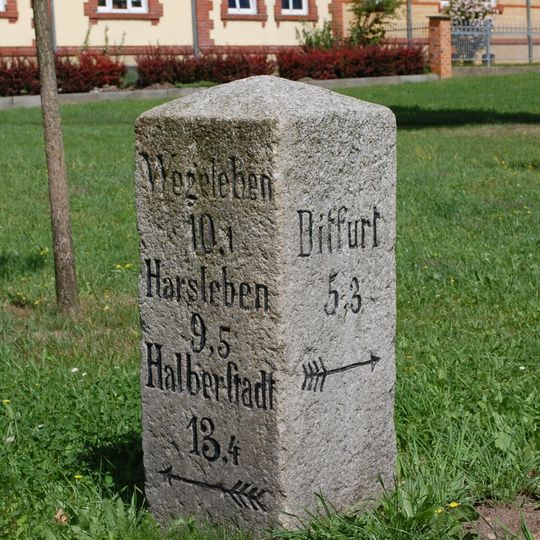 Wegeleben
10,1
Harsleben
9,5
Halberſtadt
13,4
Ditfurt
5,3